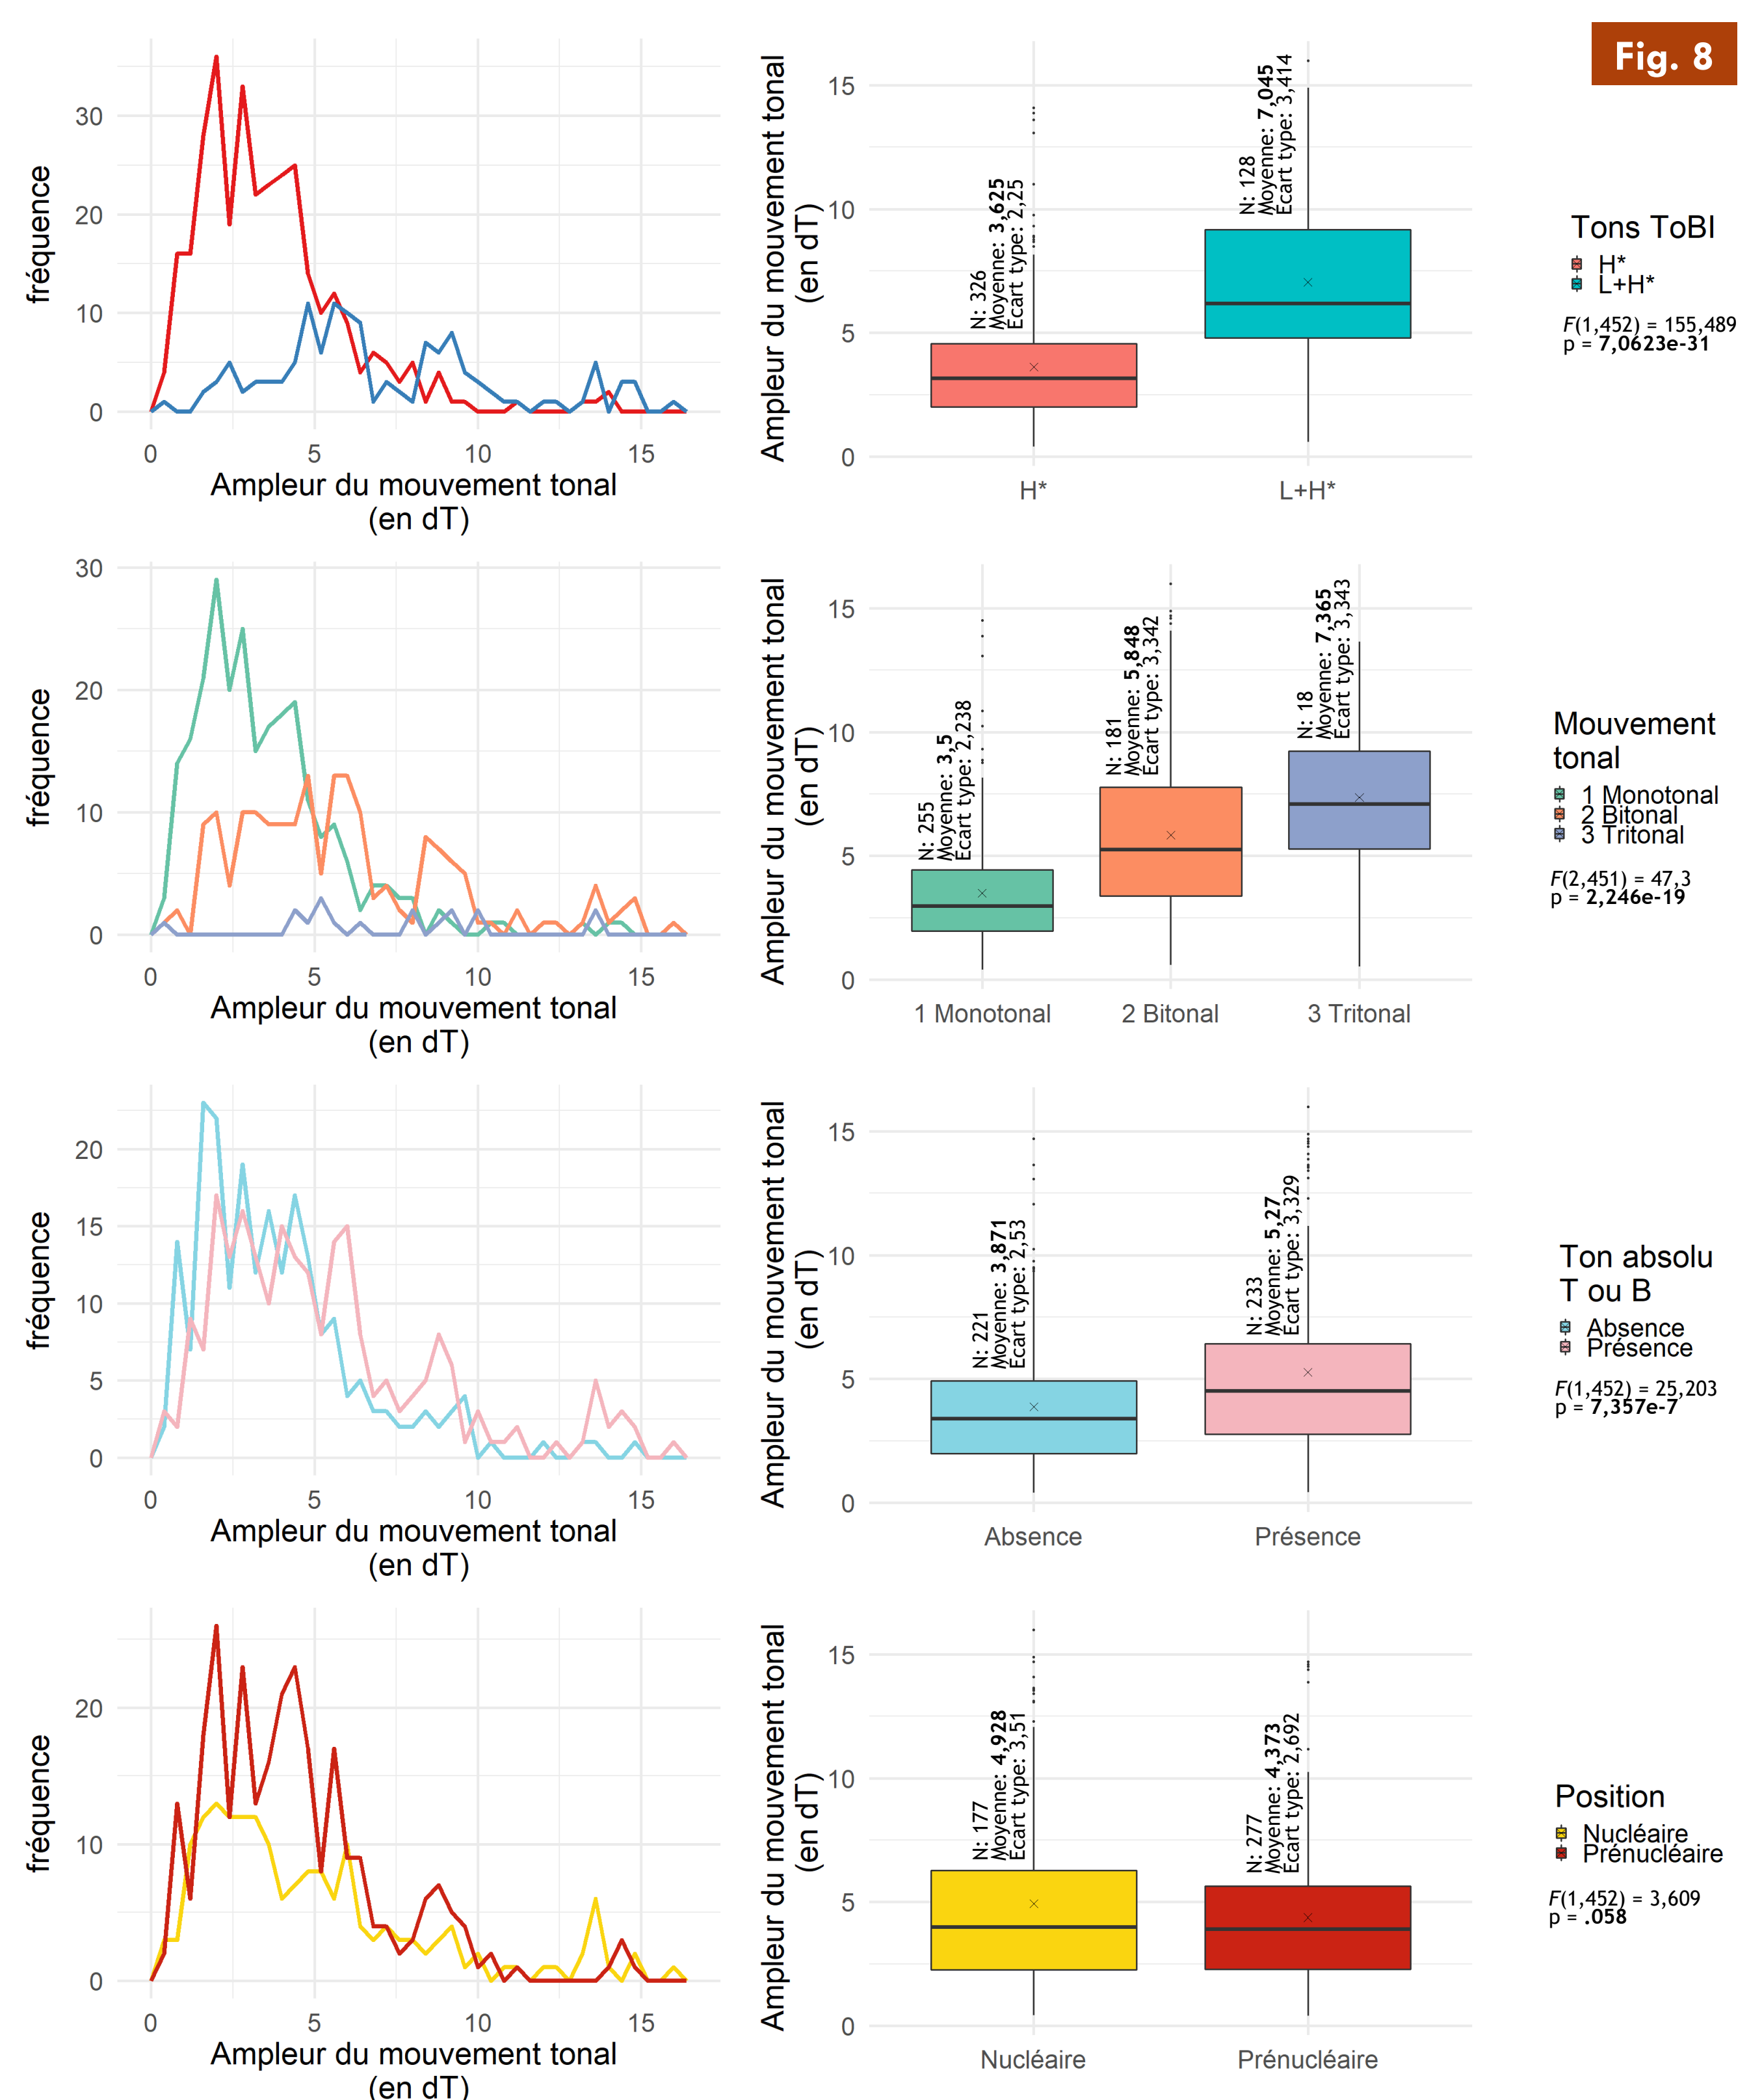 Fig. 8
fréquence
30
20
10
0
0 5 10 15
Ampleur du mouvement tonal
(en dT)
Ampleur du mouvement tonal
(en dT)
15
10
5
0
N: 326
Moyenne: 3,625
Ecart type: 2,25
N: 128
Moyenne: 7,045
Ecart type: 3,414
H* L+H*
Tons ToBI
H*
L+H*
F(1,452) = 155,489
p = 7,0623e-31
fréquence
30
20
10
0
0 5 10 15
Ampleur du mouvement tonal
(en dT)
Ampleur du mouvement tonal
(en dT)
15
10
5
0
N: 255
Moyenne: 3,5
Ecart type: 2,238
N: 181
Moyenne: 5,848
Ecart type: 3,342
N: 18
Moyenne: 7,365
Ecart type: 3,343
1 Monotonal 2 Bitonal 3 Tritonal
Mouvement
tonal
1 Monotonal
2 Bitonal
3 Tritonal
F(2,451) = 47,3
p = 2,246e-19
fréquence
20
15
10
5
0
0 5 10 15
Ampleur du mouvement tonal
(en dT)
Ampleur du mouvement tonal
(en dT)
15
10
5
0
N: 221
Moyenne: 3,871
Ecart type: 2,53
N: 233
Moyenne: 5,27
Ecart type: 3,329
Absence Présence
Ton absolu
T ou B
Absence
Présence
F(1,452) = 25,203
p = 7,357e-7
fréquence
20
10
0
0 5 10 15
Ampleur du mouvement tonal
(en dT)
Ampleur du mouvement tonal
(en dT)
15
10
5
0
N: 177
Moyenne: 4,928
Ecart type: 3,51
N: 277
Moyenne: 4,373
Ecart type: 2,692
Nucléaire Prénucléaire
Position
Nucléaire
Prénucléaire
F(1,452) = 3,609
p = .058